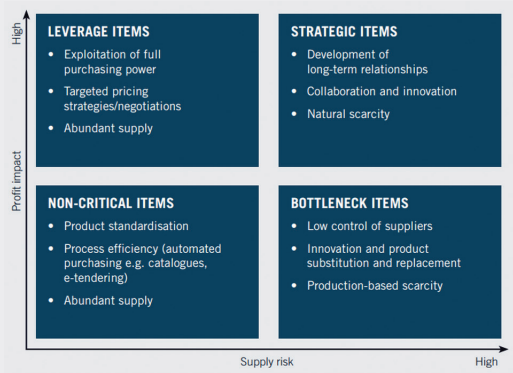 High
Profit impact
LEVERAGE ITEMS
• Exploitation of full
purchasing power
• Targeted pricing
strategies/negotiations
• Abundant supply
STRATEGIC ITEMS
• Development of
long-term relationships
• Collaboration and innovation
• Natural scarcity
NON-CRITICAL ITEMS
• Product standardisation
• Process efficiency (automated
purchasing e.g. catalogues,
e-tendering)
• Abundant supply
BOTTLENECK ITEMS
• Low control of suppliers
• Innovation and product
substitution and replacement
• Production-based scarcity
Supply risk
High